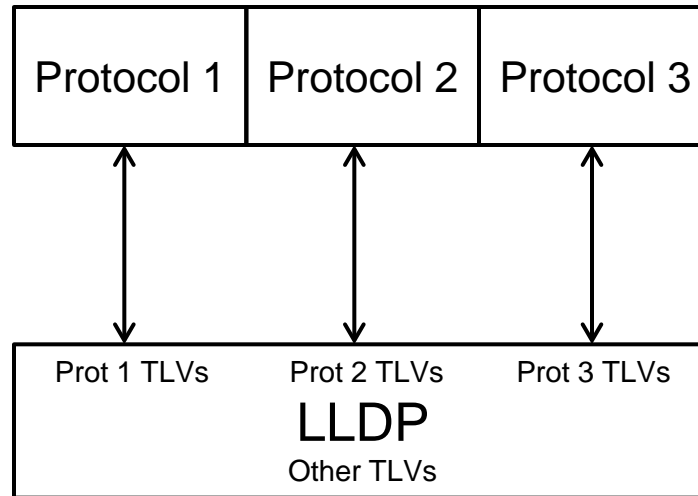 Protocol 1 Protocol 2 Protocol 3
Prot 1 TLVs Prot 2 TLVs Prot 3 TLVs
LLDP
Other TLVs